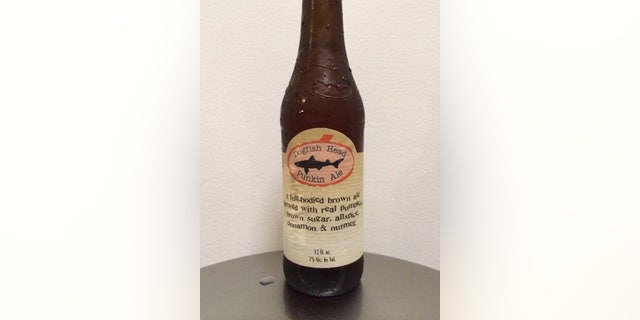 Dogfish Head
Punkin Ale
A full-bodied brown ale
brewed with real pumpkin,
brown sugar, allspice,
cinnamon & nutmeg.
12 fl. oz.
7% Alc. by Vol.